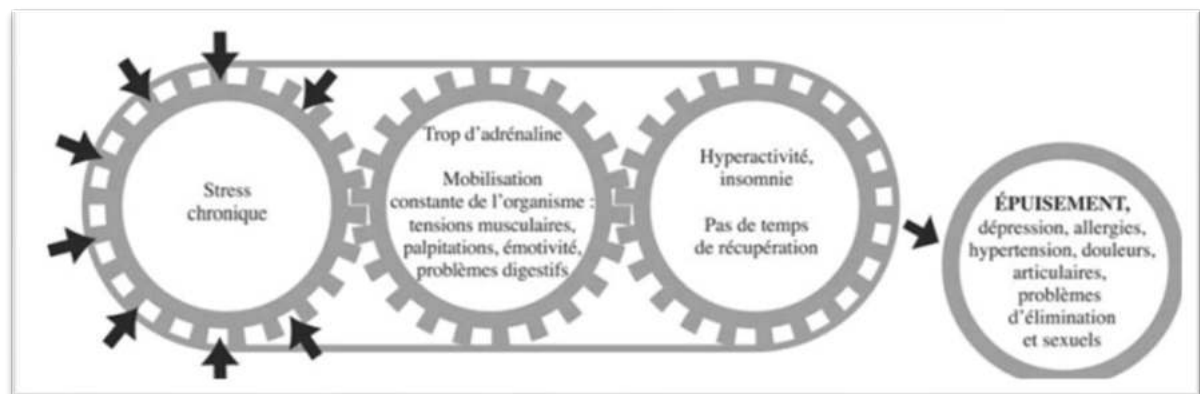 Stress
chronique
Trop d'adrénaline
Mobilisation
constante de l'organisme :
tensions musculaires,
palpitations, émotivité,
problèmes digestifs
Hyperactivité,
insomnie
Pas de temps
de récupération
ÉPUISEMENT,
dépression, allergies,
hypertension, douleurs,
articulaires,
problèmes
d'élimination
et sexuels